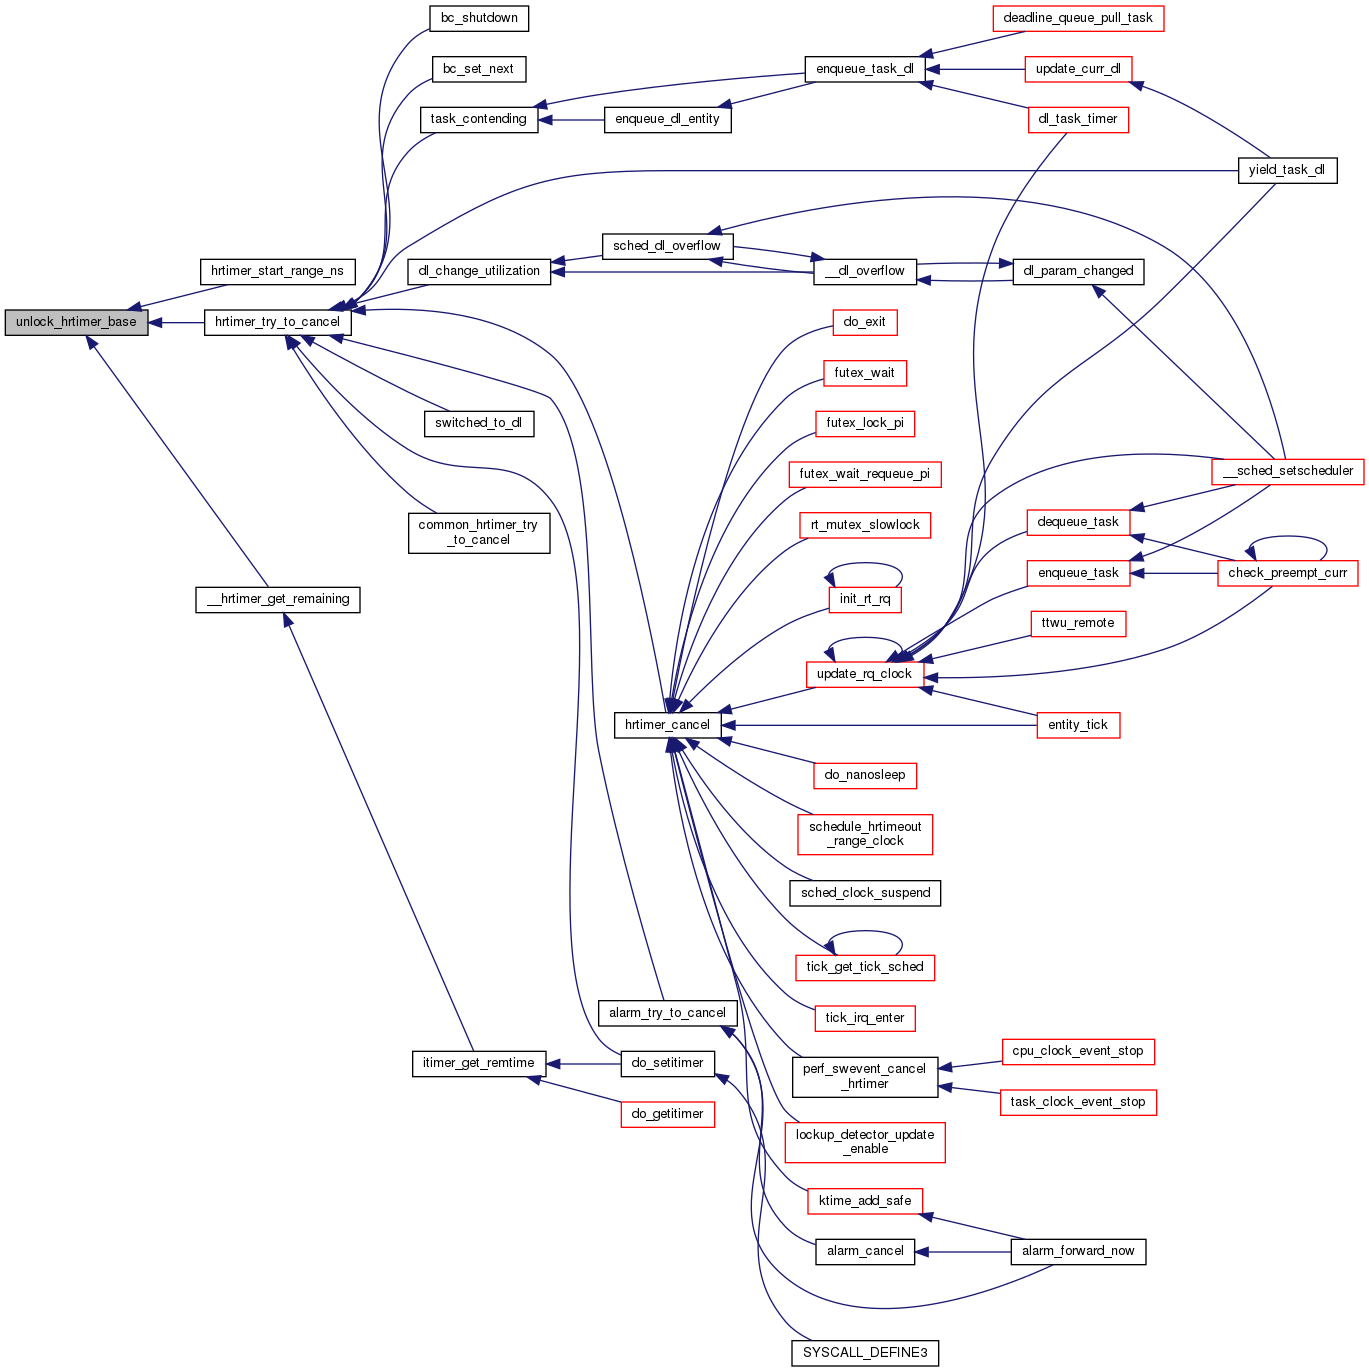 bc_shutdown
deadline_queue_pull_task
bc_set_next
enqueue_task_dl
update_curr_dl
task_contending
enqueue_dl_entity
dl_task_timer
yield_task_dl
sched_dl_overflow
hrtimer_start_range_ns
dl_change_utilization
__dl_overflow
dl_param_changed
unlock_hrtimer_base
hrtimer_try_to_cancel
do_exit
futex_wait
switched_to_dl
futex_lock_pi
futex_wait_requeue_pi
__sched_setscheduler
common_hrtimer_try
_to_cancel
rt_mutex_slowlock
dequeue_task
enqueue_task
check_preempt_curr
__hrtimer_get_remaining
init_rt_rq
ttwu_remote
update_rq_clock
hrtimer_cancel
entity_tick
do_nanosleep
schedule_hrtimeout
_range_clock
sched_clock_suspend
tick_get_tick_sched
alarm_try_to_cancel
tick_irq_enter
itimer_get_remtime
do_setitimer
cpu_clock_event_stop
perf_swevent_cancel
_hrtimer
task_clock_event_stop
do_getitimer
lockup_detector_update
_enable
ktime_add_safe
alarm_cancel
alarm_forward_now
SYSCALL_DEFINE3